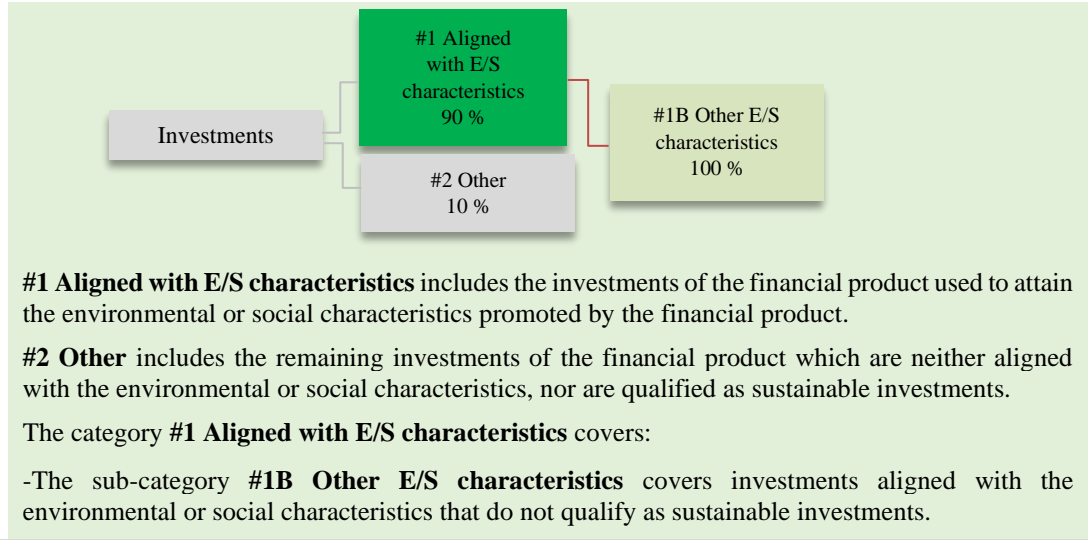 #1 Aligned
with E/S
characteristics
90 %
#1B Other E/S
characteristics
100 %
Investments
#2 Other
10 %
#1 Aligned with E/S characteristics includes the investments of the financial product used to attain
the environmental or social characteristics promoted by the financial product.
#2 Other includes the remaining investments of the financial product which are neither aligned
with the environmental or social characteristics, nor are qualified as sustainable investments.
The category #1 Aligned with E/S characteristics covers:
-The sub-category #1B Other E/S characteristics covers investments aligned with the
environmental or social characteristics that do not qualify as sustainable investments.